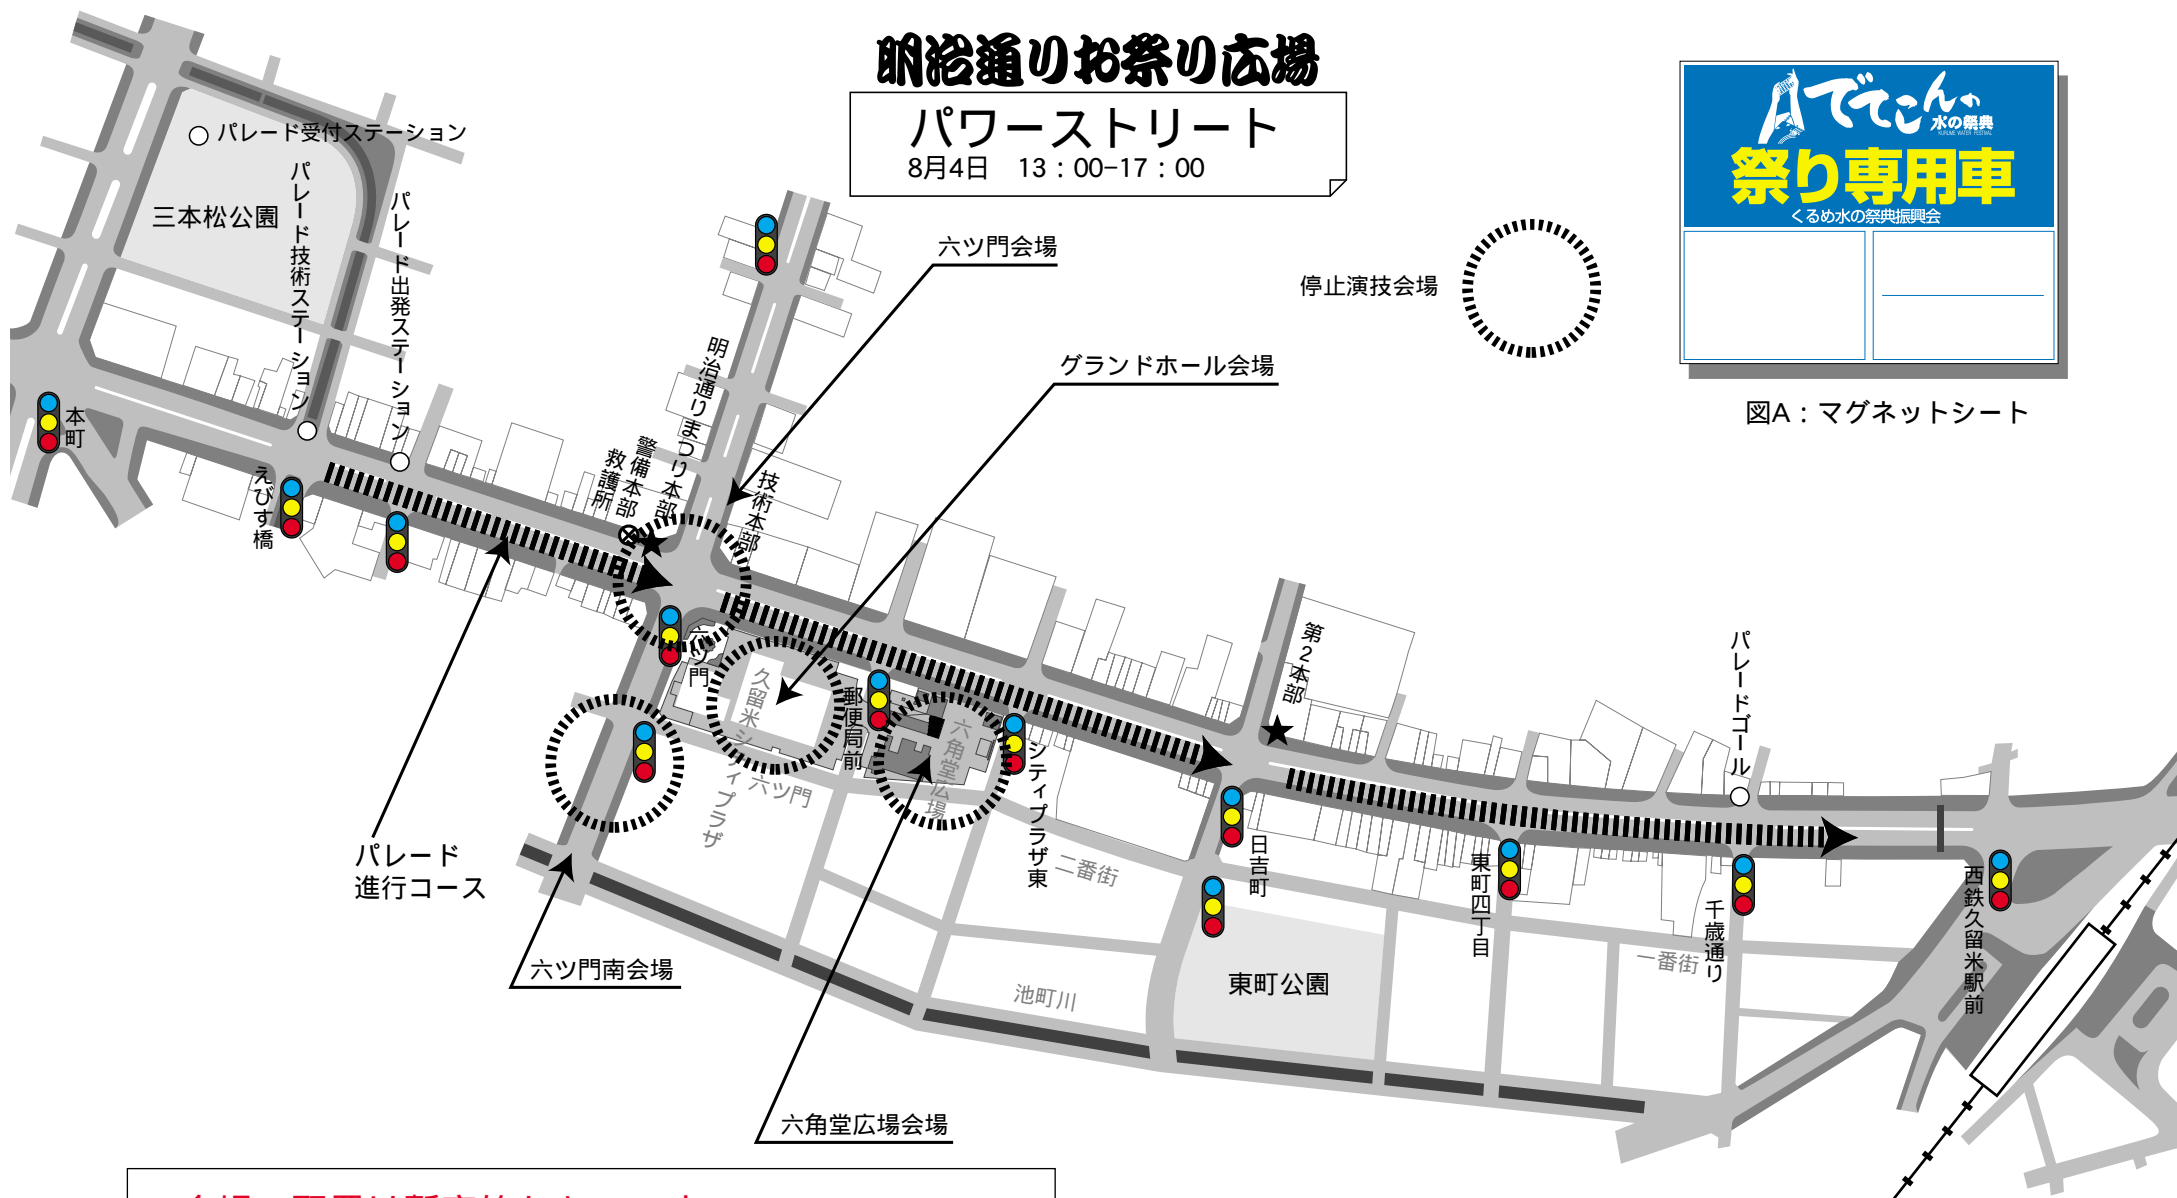 明治通りお祭り広場
パワーストリート
8月4日　13：00-17：00
でてこんの
水の祭典
KURUME WATER FESTIVAL
祭り専用車
くるめ水の祭典振興会
図A：マグネットシート
停止演技会場
パレード受付ステーション
パレード技術ステーション
パレード出発ステーション
三本松公園
六ツ門会場
グランドホール会場
明治通りまつり本部
警備本部
救護所
技術本部
本町
えびす橋
六ツ門
久留米シティプラザ
六ツ門
郵便局前
六角堂広場
シティプラザ東
第2本部
パレードゴール
日吉町
二番街
東町四丁目
千歳通り
一番街
西鉄久留米駅前
東町公園
池町川
パレード
進行コース
六ツ門南会場
六角堂広場会場